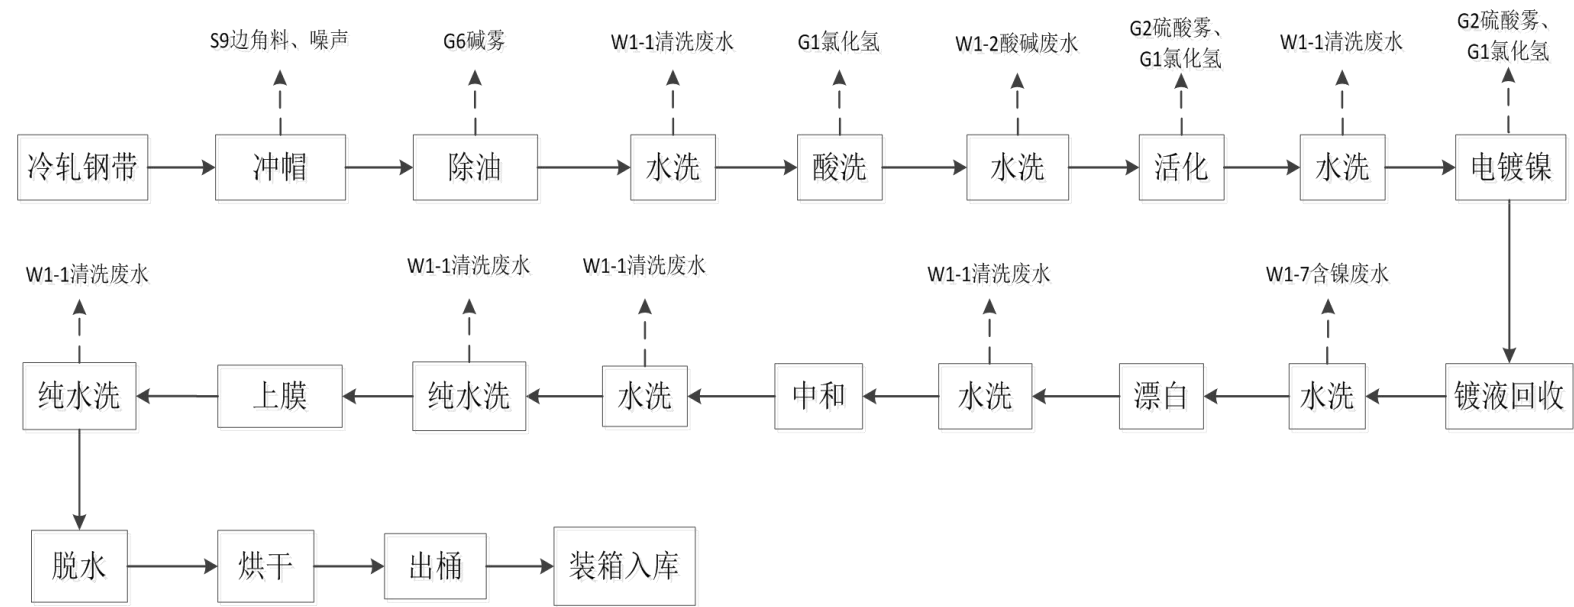 S9边角料、噪声
G6碱雾
W1-1清洗废水
G1氯化氢
W1-2酸碱废水
G2硫酸雾、
G1氯化氢
W1-1清洗废水
G2硫酸雾、
G1氯化氢
冷轧钢带
冲帽
除油
水洗
酸洗
水洗
活化
水洗
电镀镍
W1-1清洗废水
W1-1清洗废水
W1-1清洗废水
W1-1清洗废水
W1-7含镍废水
纯水洗
上膜
纯水洗
水洗
中和
水洗
漂白
水洗
镀液回收
脱水
烘干
出桶
装箱入库